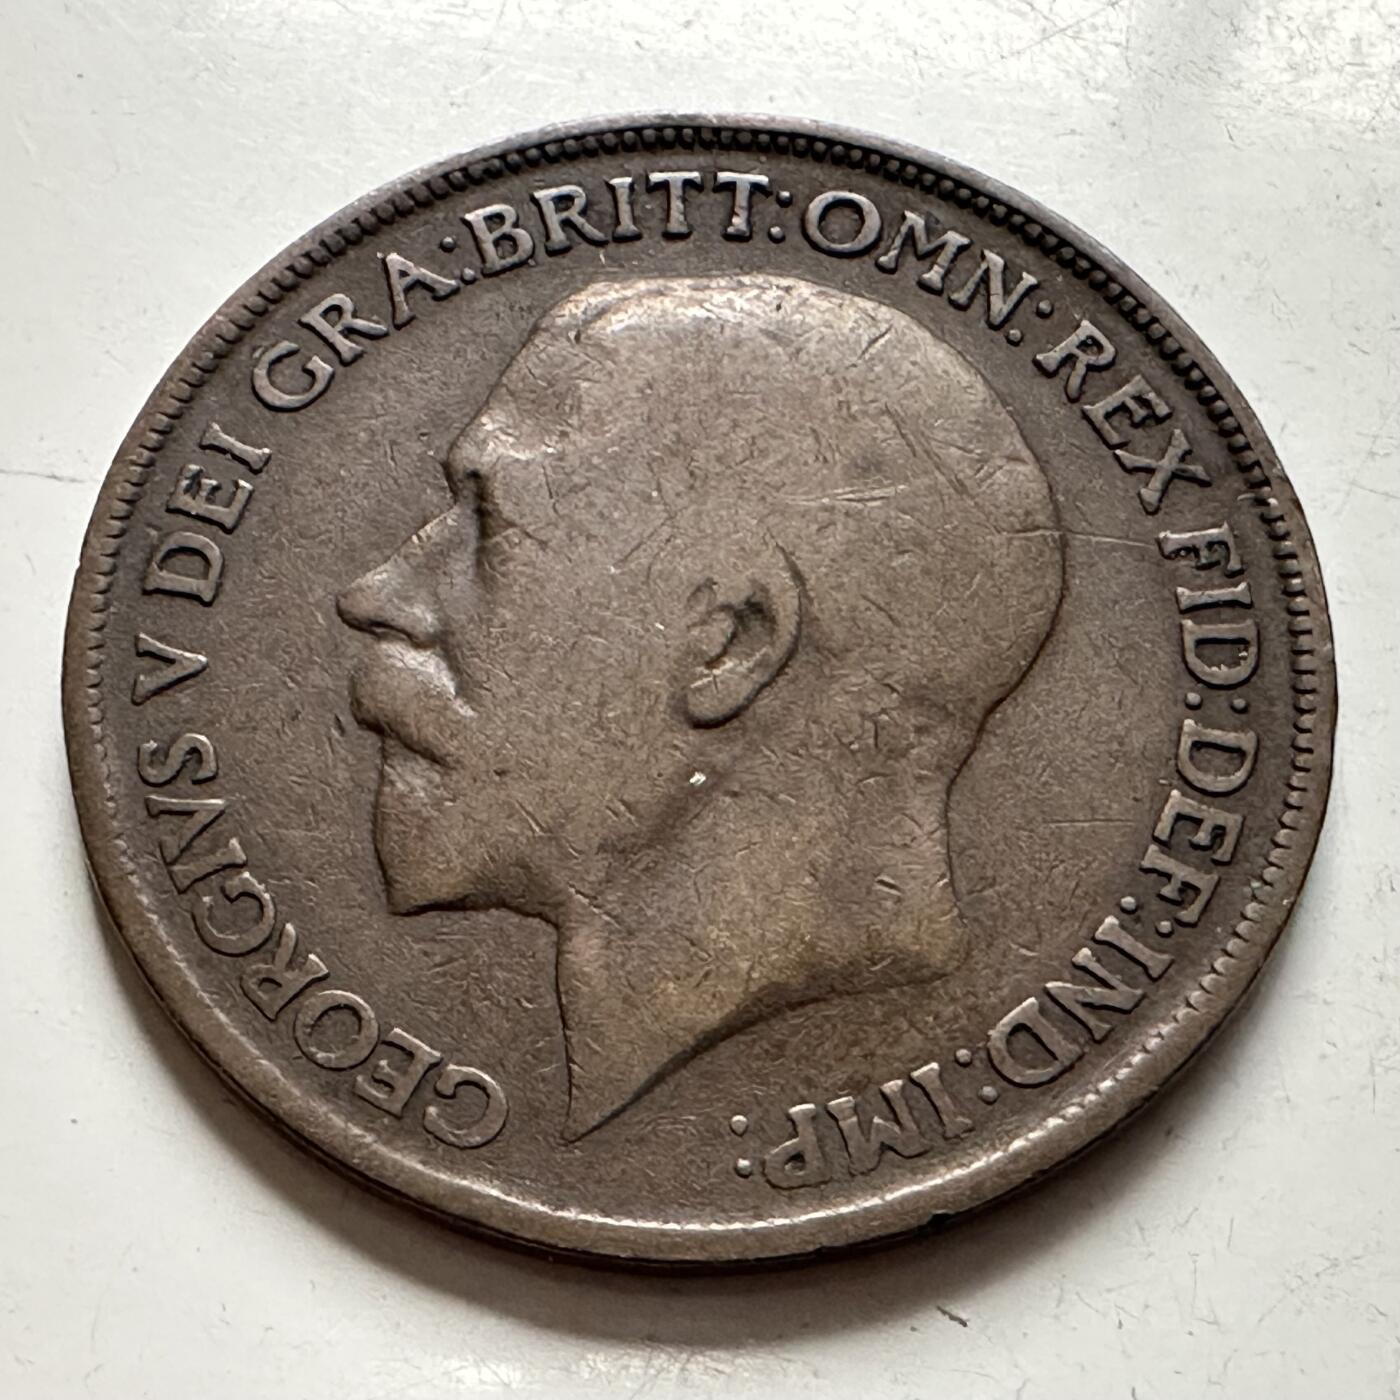 GEORGIVS V DEI GRA:BRITT:OMN:REX FID:DEF:IND:IMP: